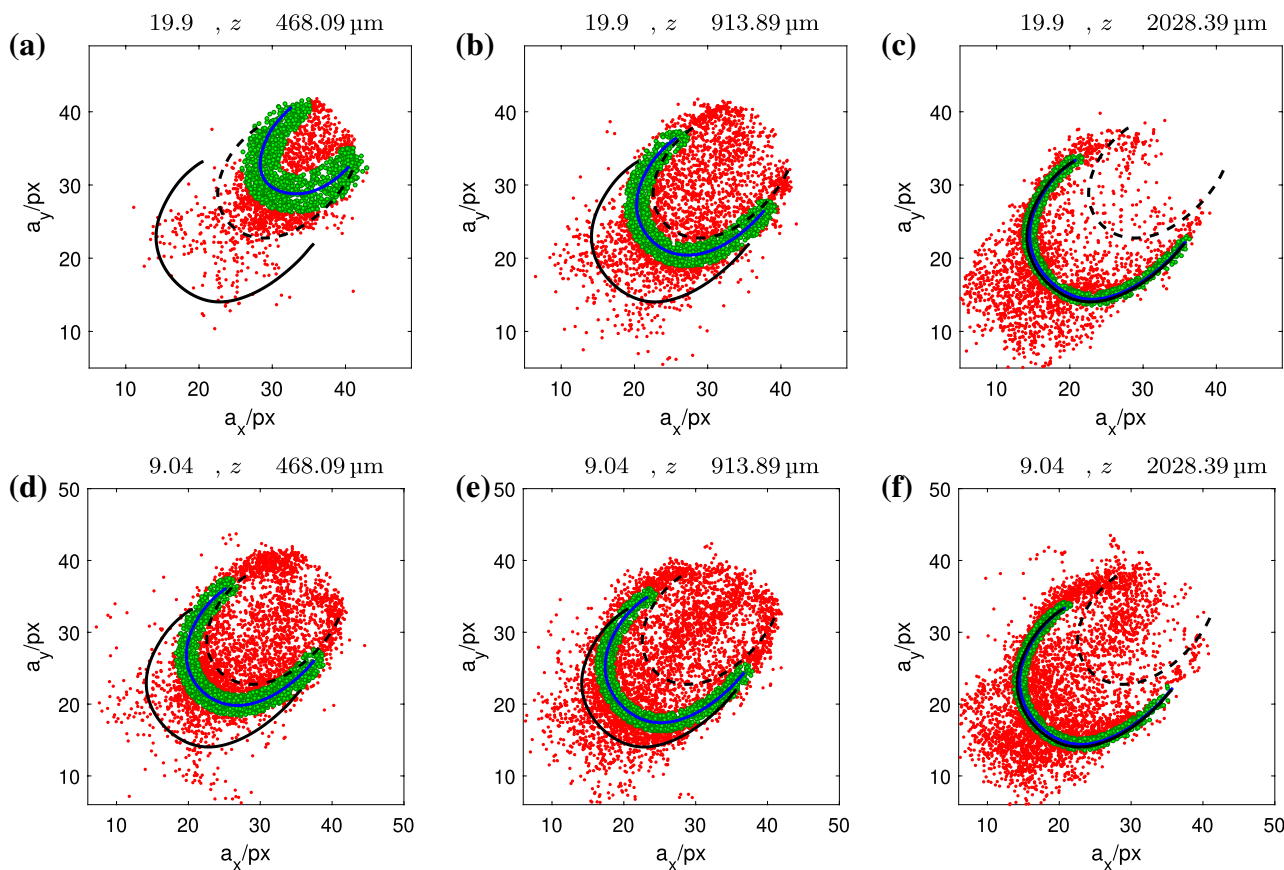 19.9 , z 468.09 µm
19.9 , z 913.89 µm
19.9 , z 2028.39 µm
(a)
(b)
(c)
40
30
20
10
a_y/px
10 20 30 40
a_x/px
40
30
20
10
a_y/px
10 20 30 40
a_x/px
40
30
20
10
a_y/px
10 20 30 40 50
a_x/px
9.04 , z 468.09 µm
9.04 , z 913.89 µm
9.04 , z 2028.39 µm
(d)
(e)
(f)
50
40
30
20
10
a_y/px
10 20 30 40 50
a_x/px
50
40
30
20
10
a_y/px
10 20 30 40 50
a_x/px
50
40
30
20
10
a_y/px
10 20 30 40 50
a_x/px